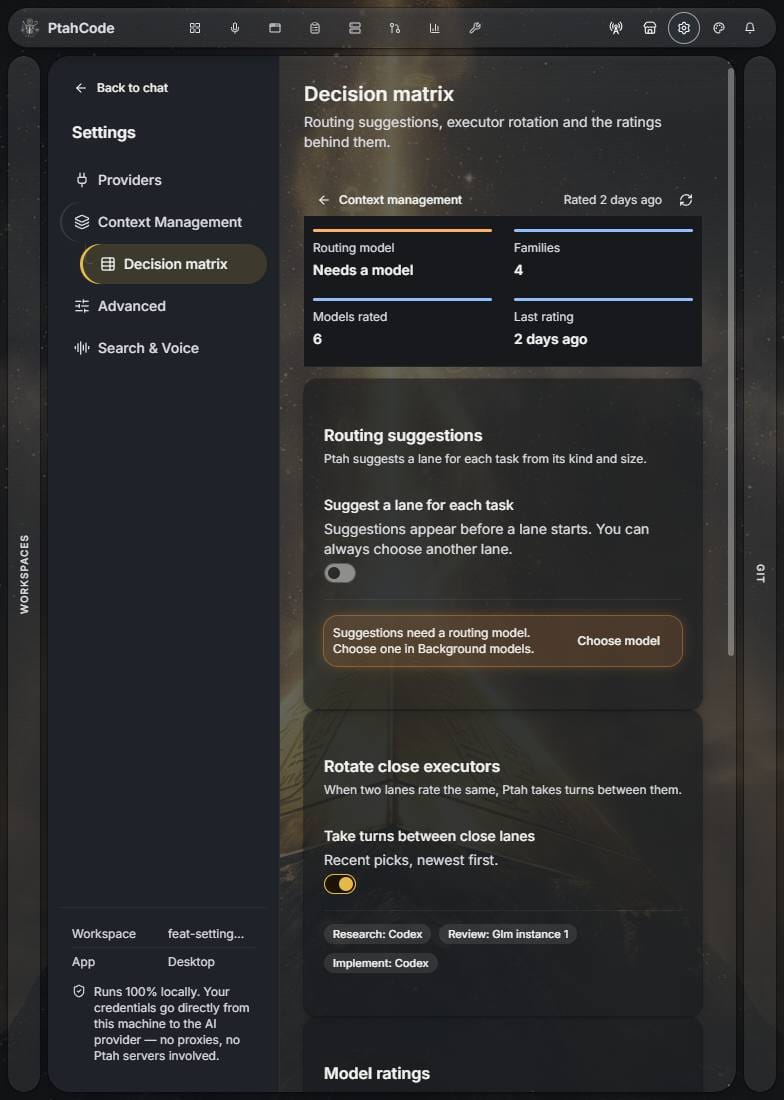 PtahCode
Back to chat
Settings
Providers
Context Management
Decision matrix
Advanced
Search & Voice
WORKSPACES
Workspace feat-setting...
App Desktop
Runs 100% locally. Your
credentials go directly from
this machine to the AI
provider — no proxies, no
Ptah servers involved.
Decision matrix
Routing suggestions, executor rotation and the ratings
behind them.
Context management Rated 2 days ago
Routing model Families
Needs a model 4
Models rated Last rating
6 2 days ago
Routing suggestions
Ptah suggests a lane for each task from its kind and size.
Suggest a lane for each task
Suggestions appear before a lane starts. You can
always choose another lane.
Suggestions need a routing model.
Choose one in Background models.
Choose model
Rotate close executors
When two lanes rate the same, Ptah takes turns between them.
Take turns between close lanes
Recent picks, newest first.
Research: Codex Review: Glm instance 1
Implement: Codex
Model ratings
GIT